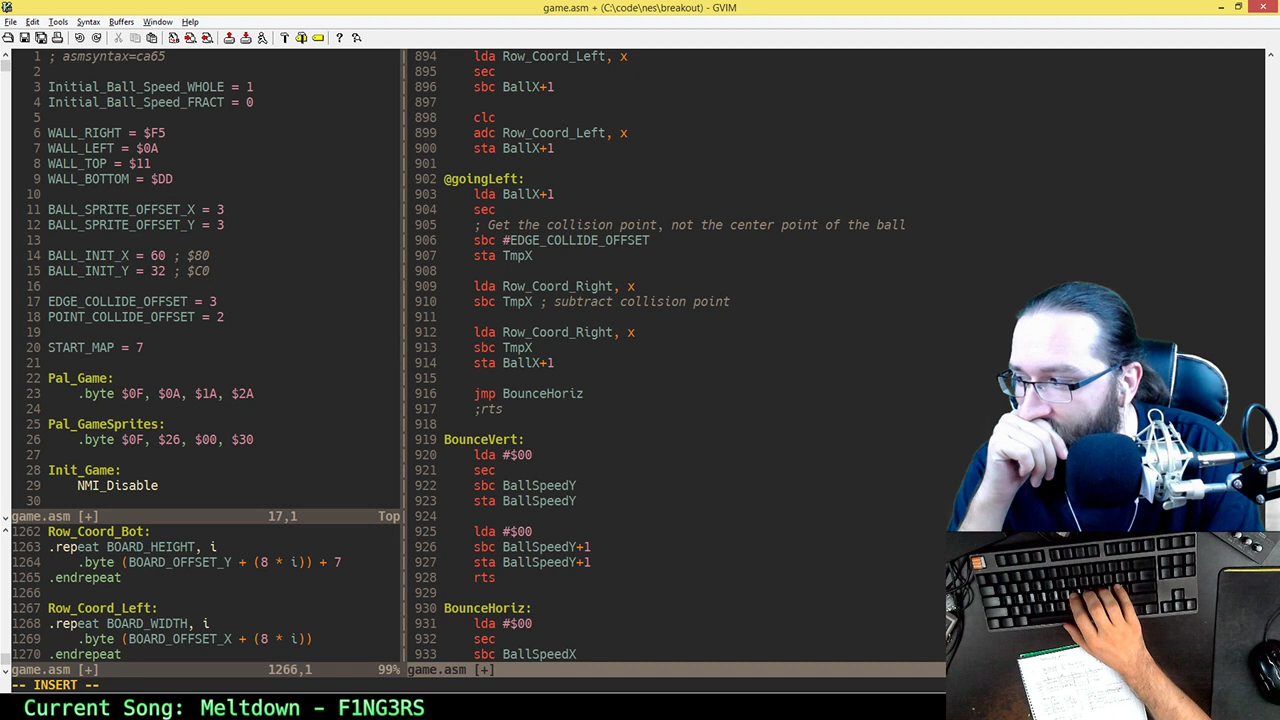 game.asm + (C:\code\nes\breakout) - GVIM
File Edit Tools Syntax Buffers Window Help
1 ; asmsyntax=ca65
2
3 Initial_Ball_Speed_WHOLE = 1
4 Initial_Ball_Speed_FRACT = 0
5
6 WALL_RIGHT = $F5
7 WALL_LEFT = $0A
8 WALL_TOP = $11
9 WALL_BOTTOM = $DD
10
11 BALL_SPRITE_OFFSET_X = 3
12 BALL_SPRITE_OFFSET_Y = 3
13
14 BALL_INIT_X = 60 ; $80
15 BALL_INIT_Y = 32 ; $C0
16
17 EDGE_COLLIDE_OFFSET = 3
18 POINT_COLLIDE_OFFSET = 2
19
20 START_MAP = 7
21
22 Pal_Game:
23 .byte $0F, $0A, $1A, $2A
24
25 Pal_GameSprites:
26 .byte $0F, $26, $00, $30
27
28 Init_Game:
29 NMI_Disable
30
game.asm [+] 17,1 Top
1262 Row_Coord_Bot:
1263 .repeat BOARD_HEIGHT, i
1264 .byte (BOARD_OFFSET_Y + (8 * i)) + 7
1265 .endrepeat
1266
1267 Row_Coord_Left:
1268 .repeat BOARD_WIDTH, i
1269 .byte (BOARD_OFFSET_X + (8 * i))
1270 .endrepeat
game.asm [+] 1266,1 99%
894 lda Row_Coord_Left, x
895 sec
896 sbc BallX+1
897
898 clc
899 adc Row_Coord_Left, x
900 sta BallX+1
901
902 @goingLeft:
903 lda BallX+1
904 sec
905 ; Get the collision point, not the center point of the ball
906 sbc #EDGE_COLLIDE_OFFSET
907 sta TmpX
908
909 lda Row_Coord_Right, x
910 sbc TmpX ; subtract collision point
911
912 lda Row_Coord_Right, x
913 sbc TmpX
914 sta BallX+1
915
916 jmp BounceHoriz
917 ;rts
918
919 BounceVert:
920 lda #$00
921 sec
922 sbc BallSpeedY
923 sta BallSpeedY
924
925 lda #$00
926 sbc BallSpeedY+1
927 sta BallSpeedY+1
928 rts
929
930 BounceHoriz:
931 lda #$00
932 sec
933 sbc BallSpeedX
game.asm [+]
-- INSERT --
Current Song: Meltdown - F1NG3RS